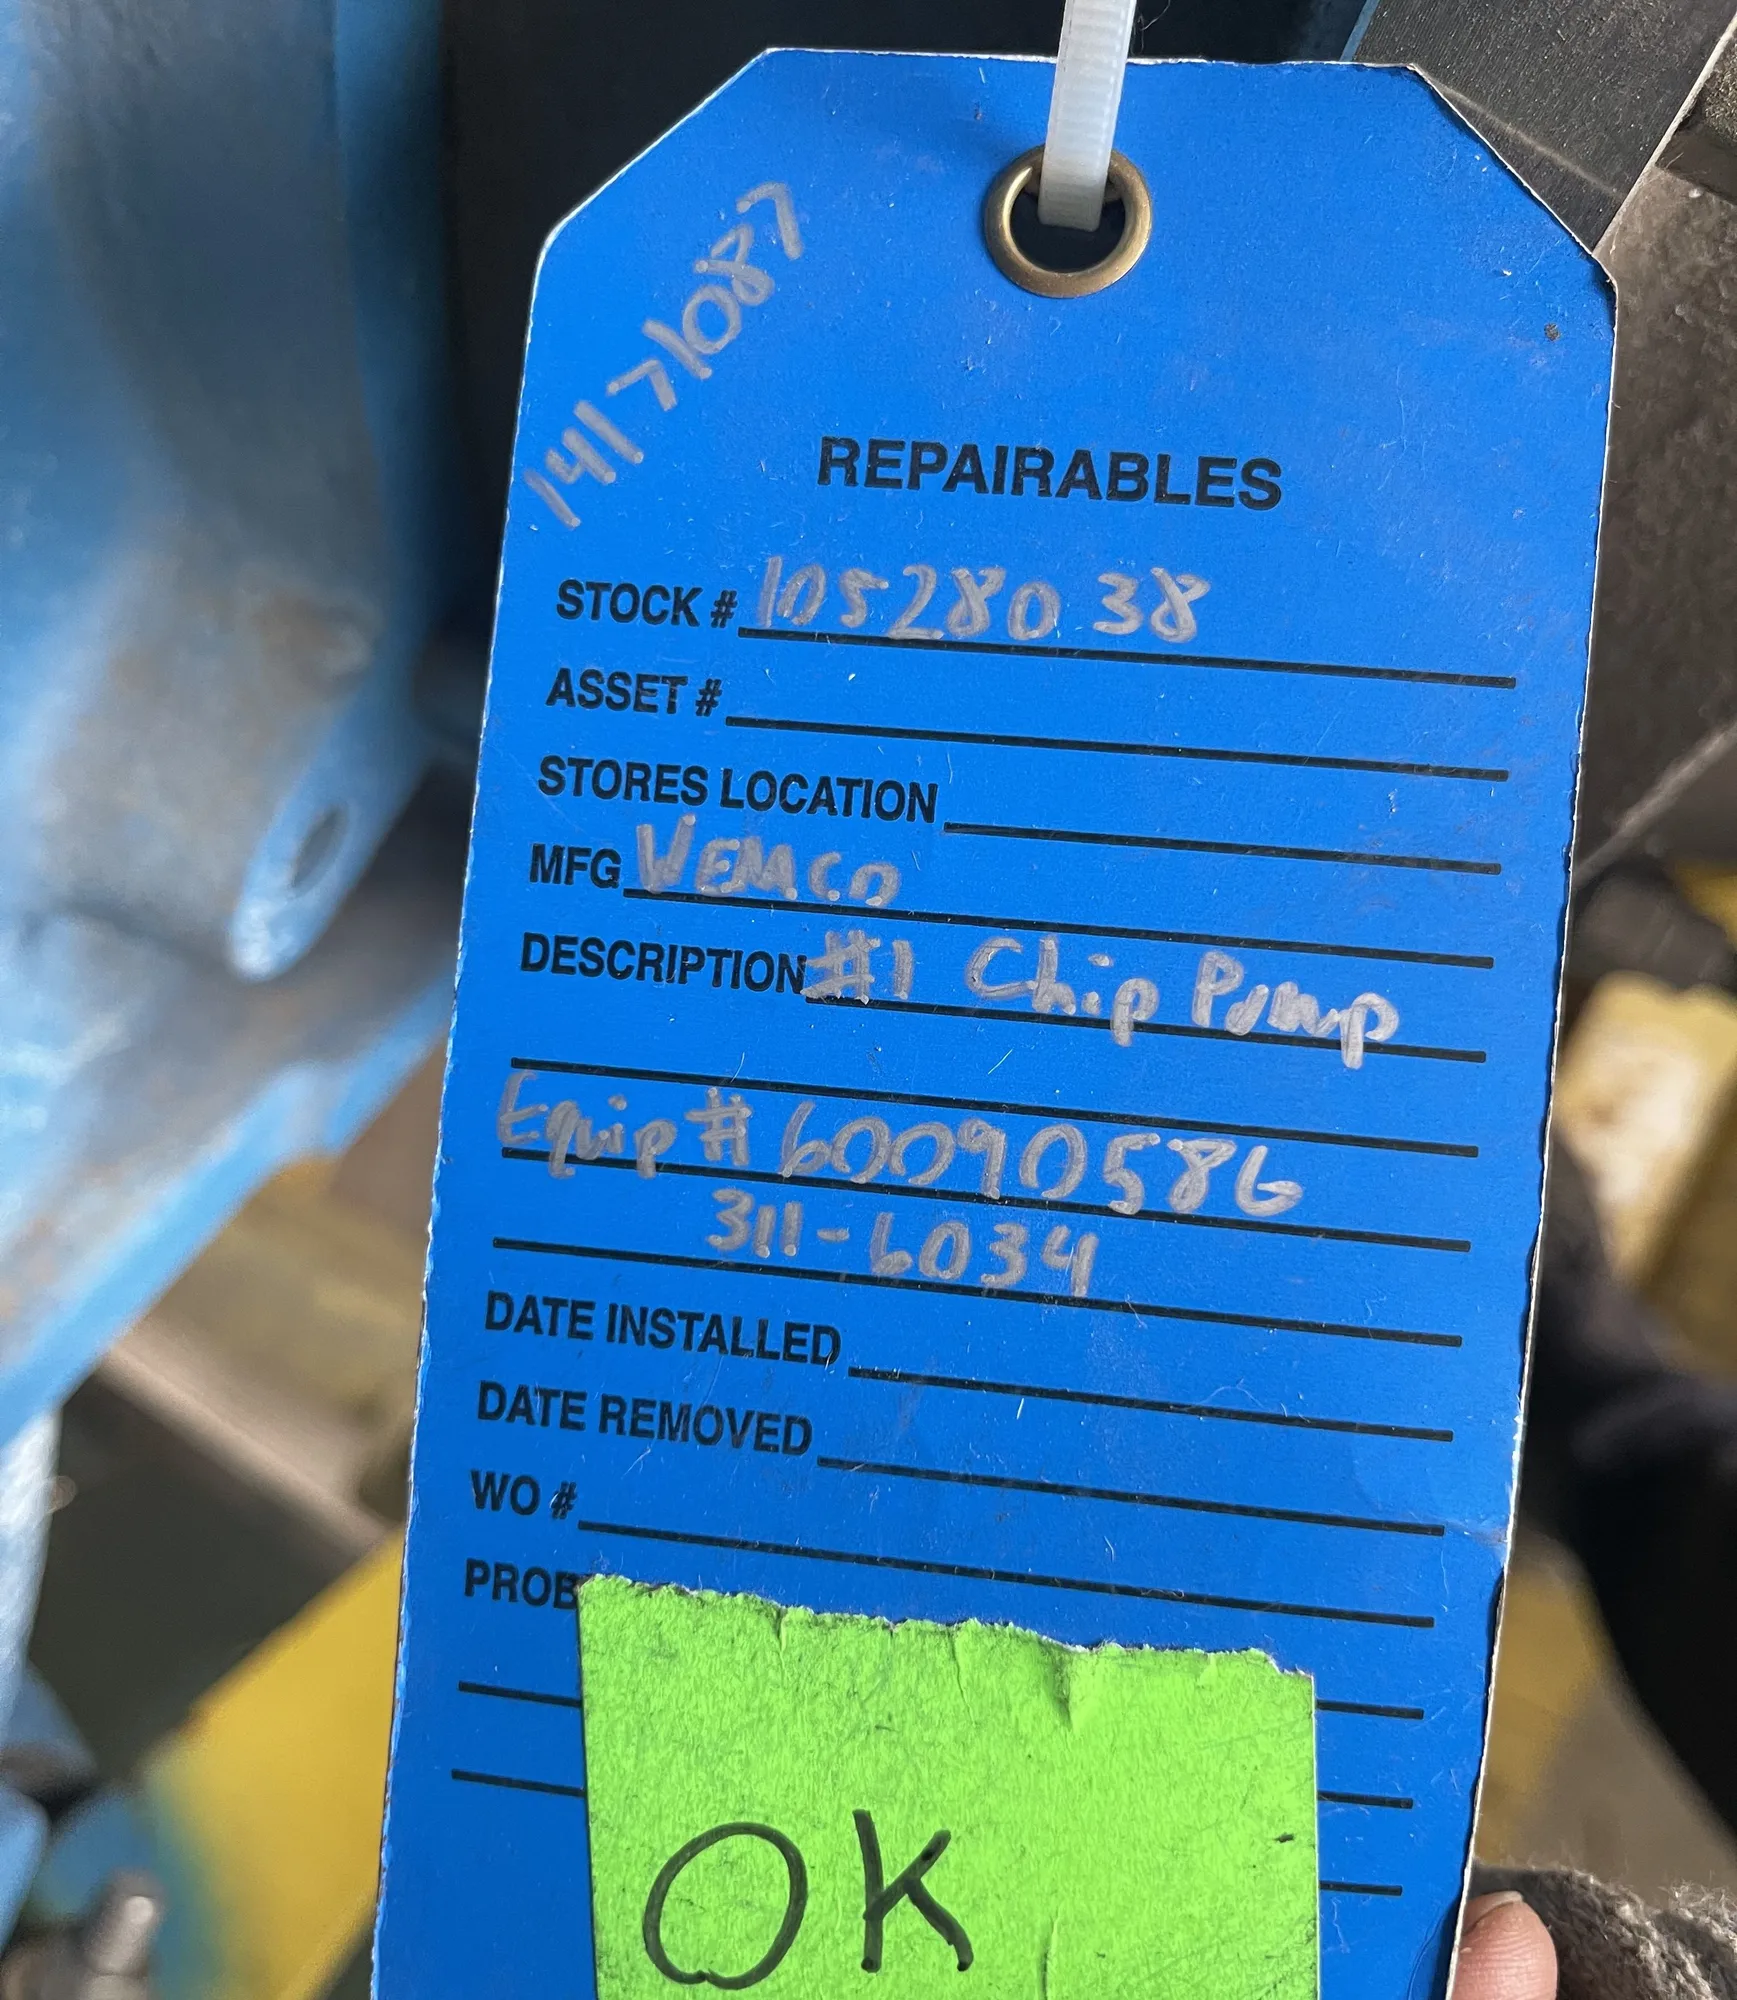 14171087
REPAIRABLES
STOCK # 10528038
ASSET #
STORES LOCATION
MFG WEMCO
DESCRIPTION #1 Chip Pump
Equip # 60090586
311-6034
DATE INSTALLED
DATE REMOVED
WO #
PROB
OK